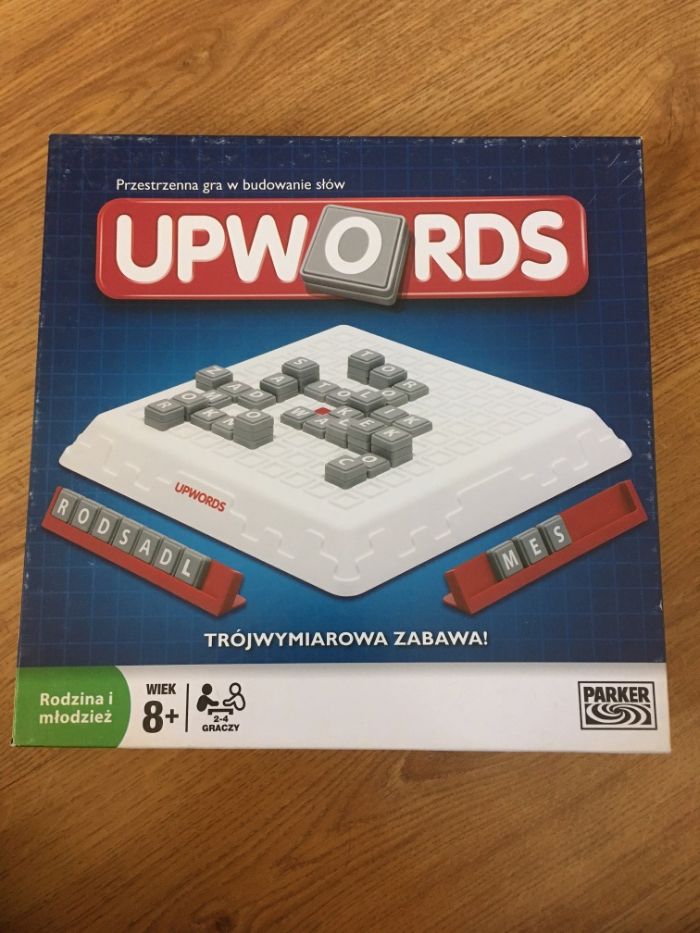 Przestrzenna gra w budowanie słów
UPWORDS
UPWORDS
RODSADL
MES
TRÓJWYMIAROWA ZABAWA!
Rodzina i
młodzież
WIEK
8+
2-4
GRACZY
PARKER